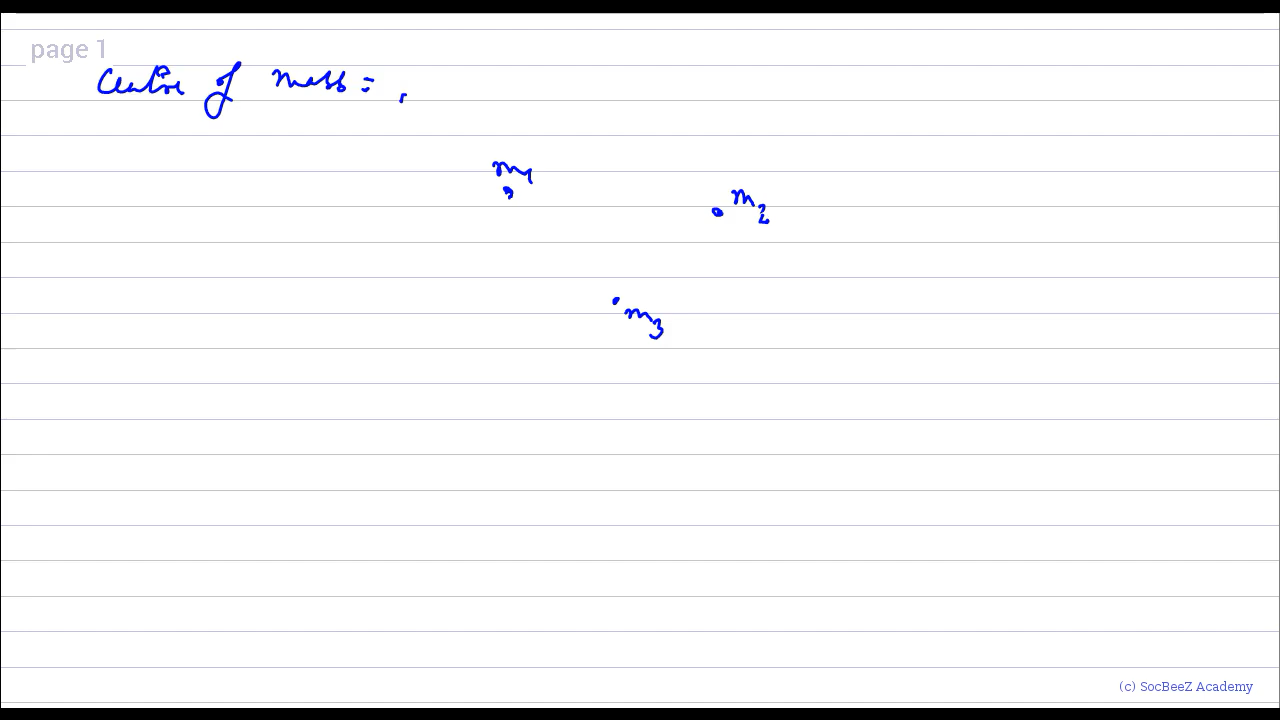 page 1
Centre of mass =
m1
m2
m3
(c) SocBeeZ Academy